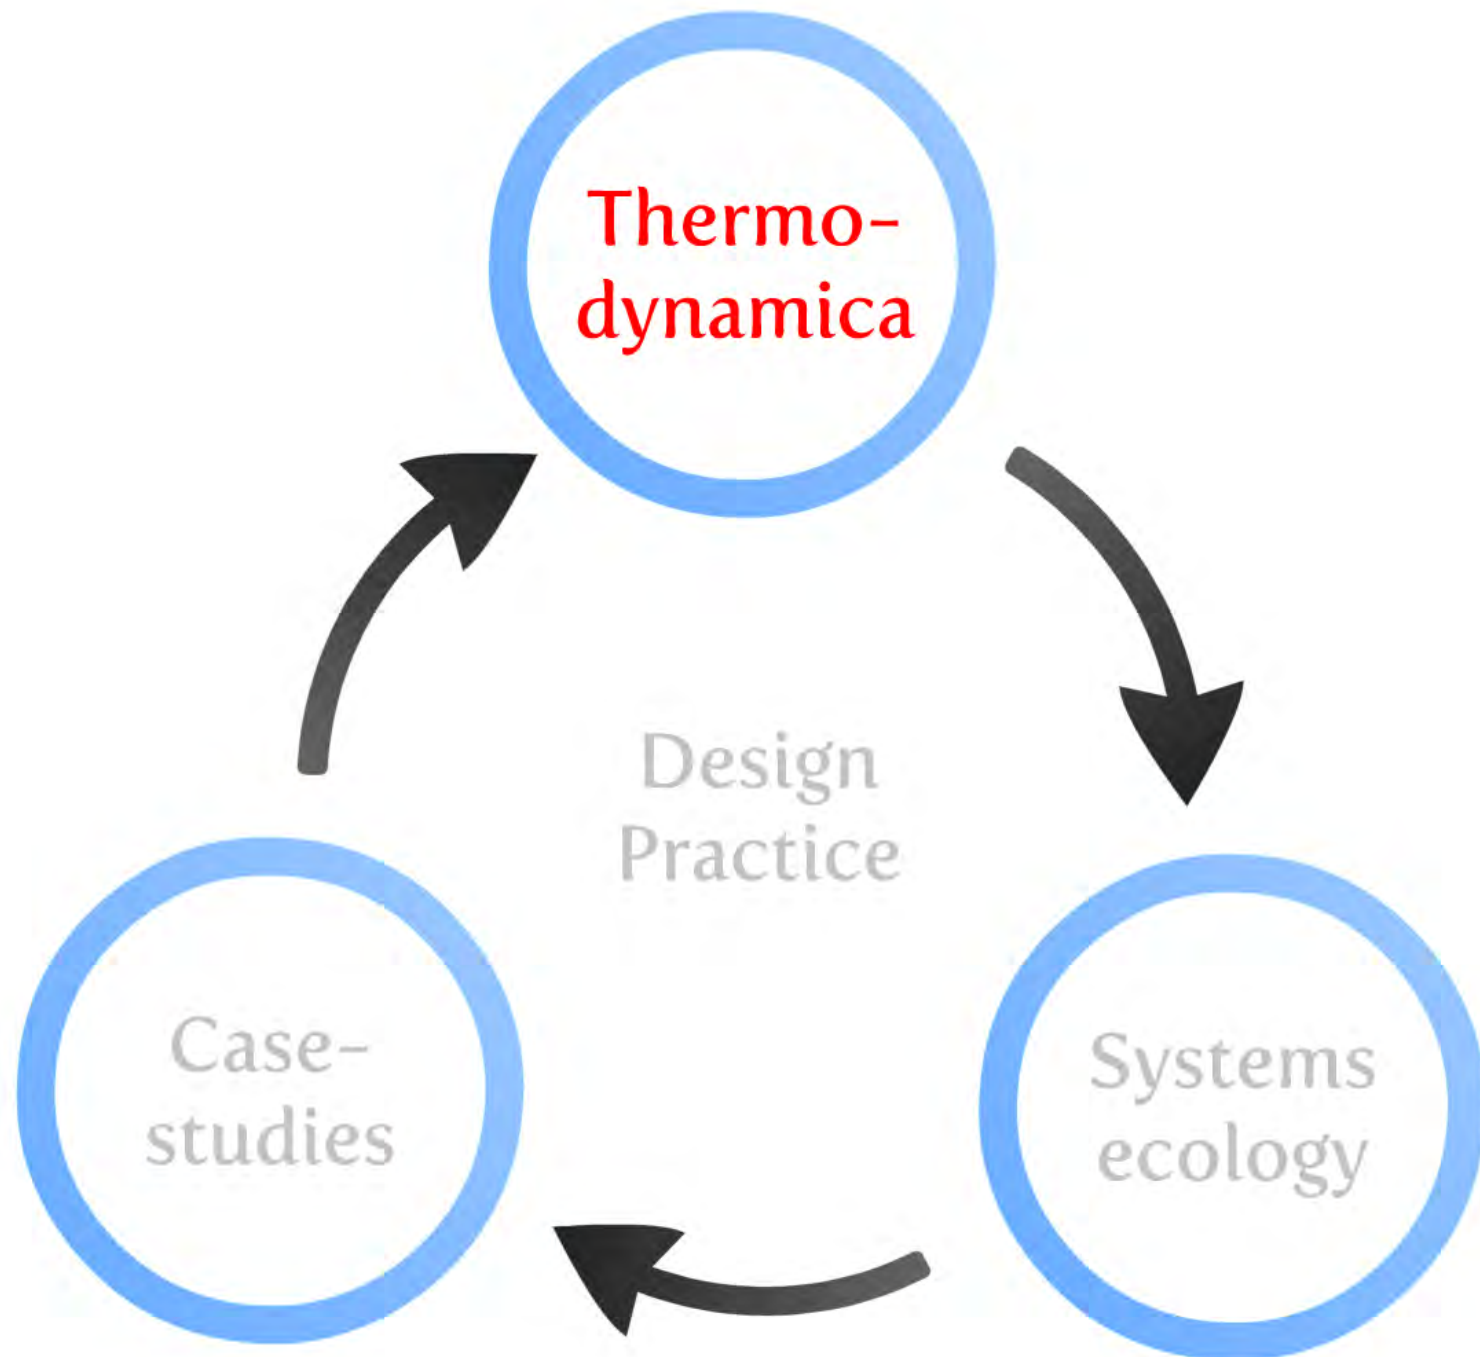 Thermo-
dynamica
Design
Practice
Case-
studies
Systems
ecology